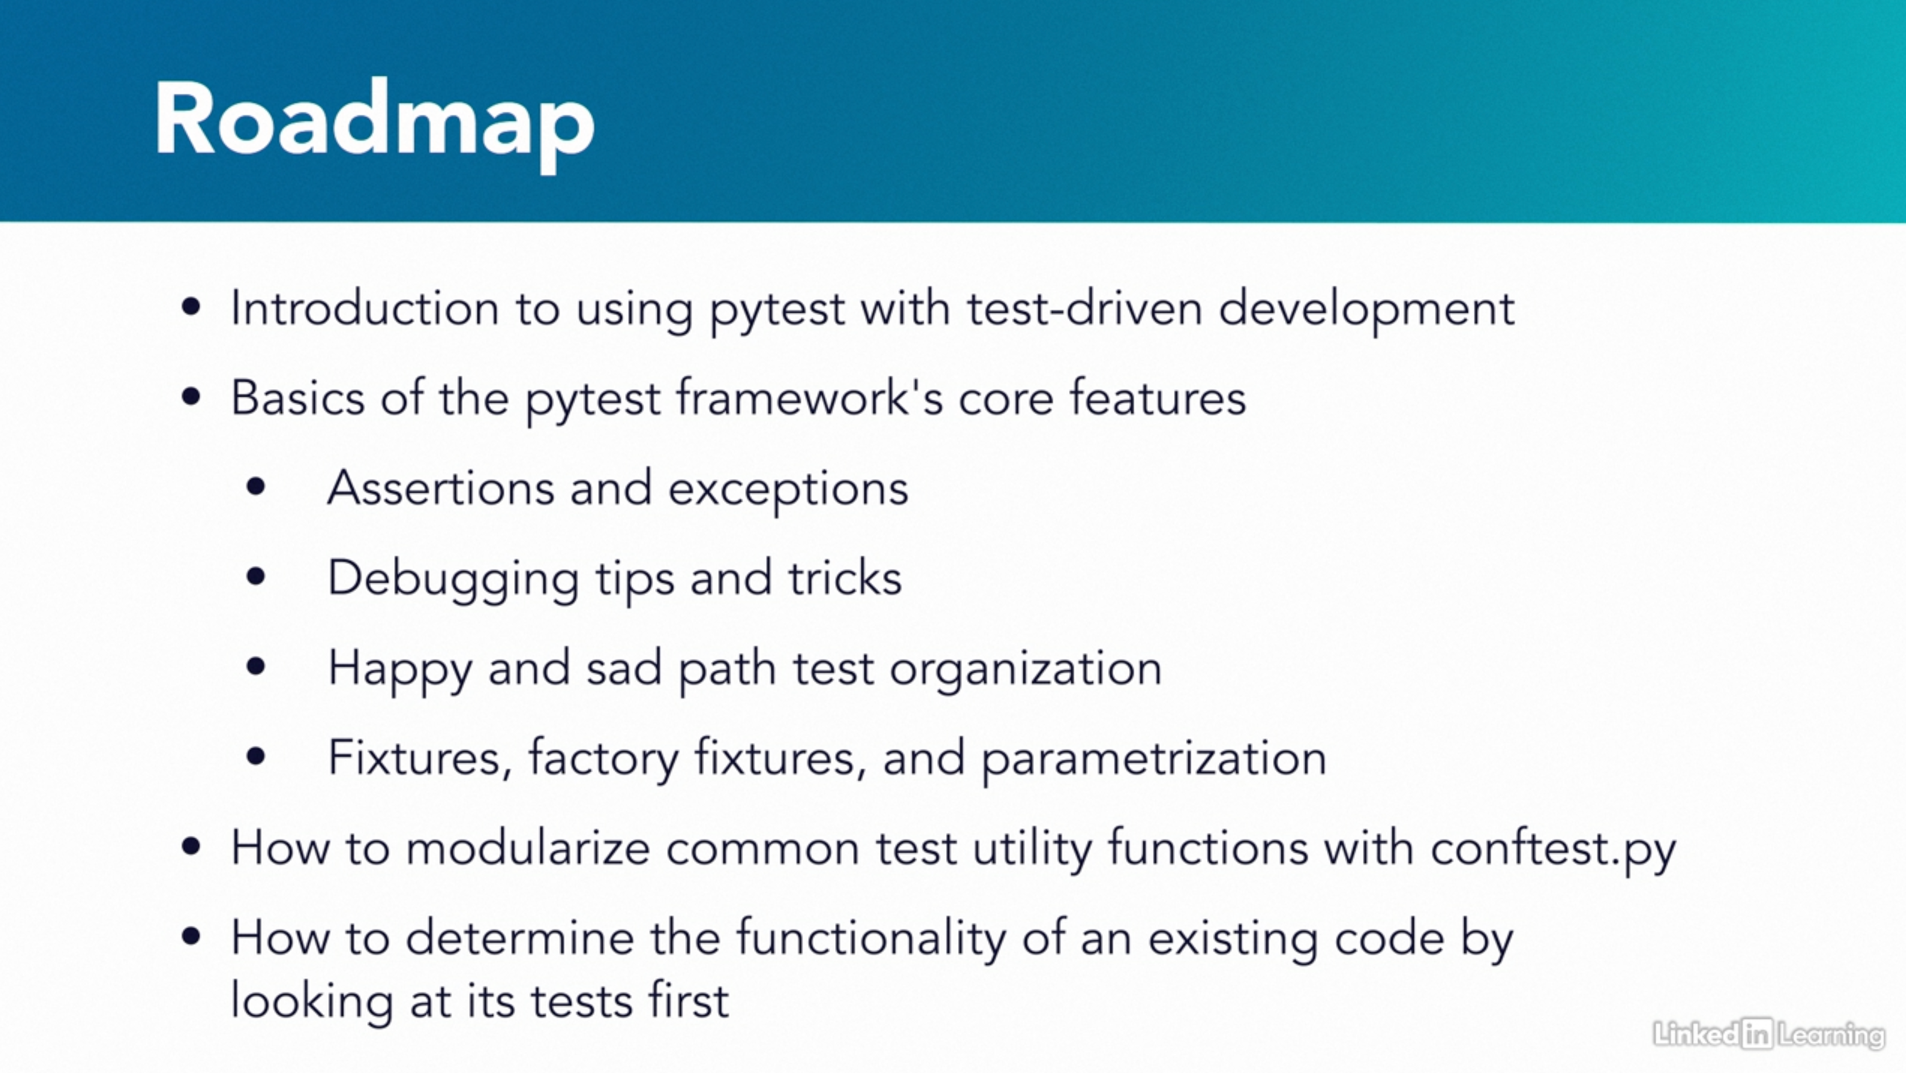 Roadmap
• Introduction to using pytest with test-driven development
• Basics of the pytest framework's core features
• Assertions and exceptions
• Debugging tips and tricks
• Happy and sad path test organization
• Fixtures, factory fixtures, and parametrization
• How to modularize common test utility functions with conftest.py
• How to determine the functionality of an existing code by
looking at its tests first
Linked in Learning